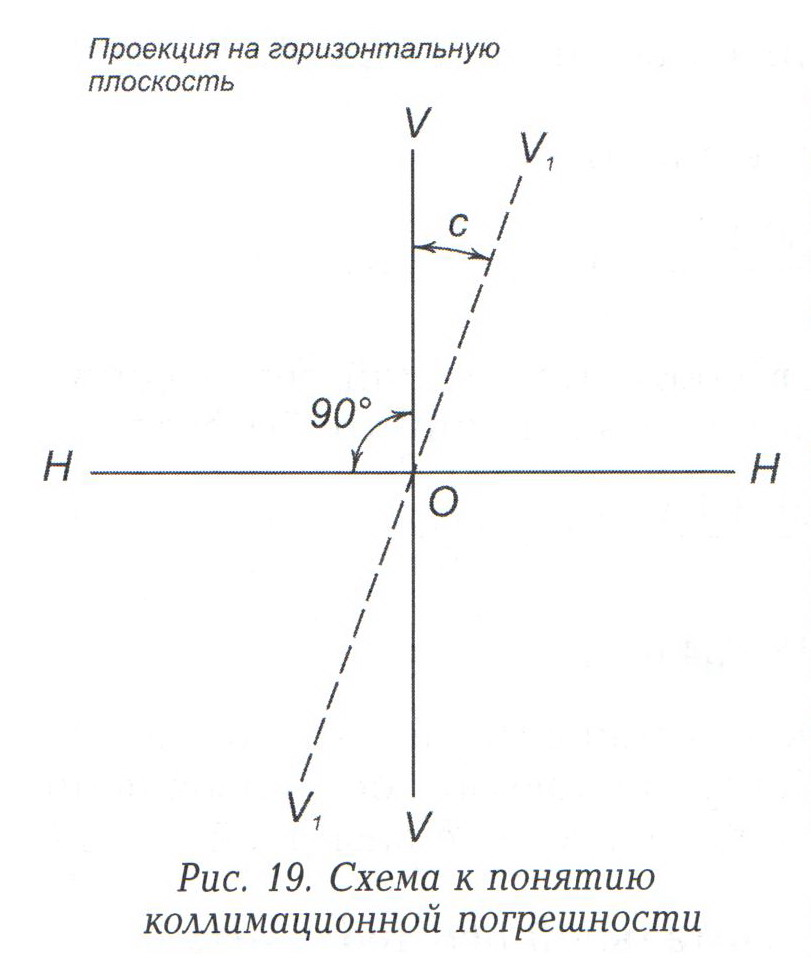 Проекция на горизонтальную
плоскость
V
V₁
c
90°
H
H
O
V₁
V
Рис. 19. Схема к понятию
коллимационной погрешности